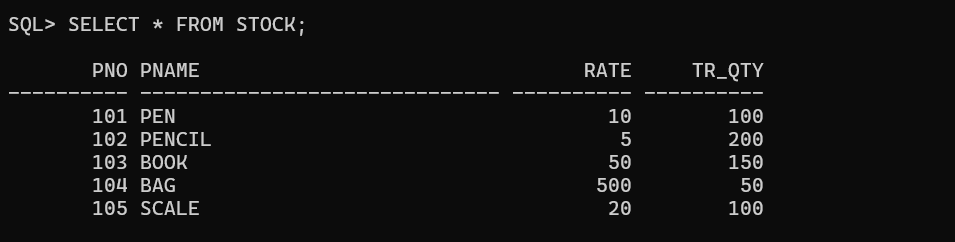 SQL> SELECT * FROM STOCK;
       PNO PNAME                                RATE     TR_QTY
---------- ------------------------------ ---------- ----------
       101 PEN                                    10        100
       102 PENCIL                                  5        200
       103 BOOK                                   50        150
       104 BAG                                   500         50
       105 SCALE                                  20        100